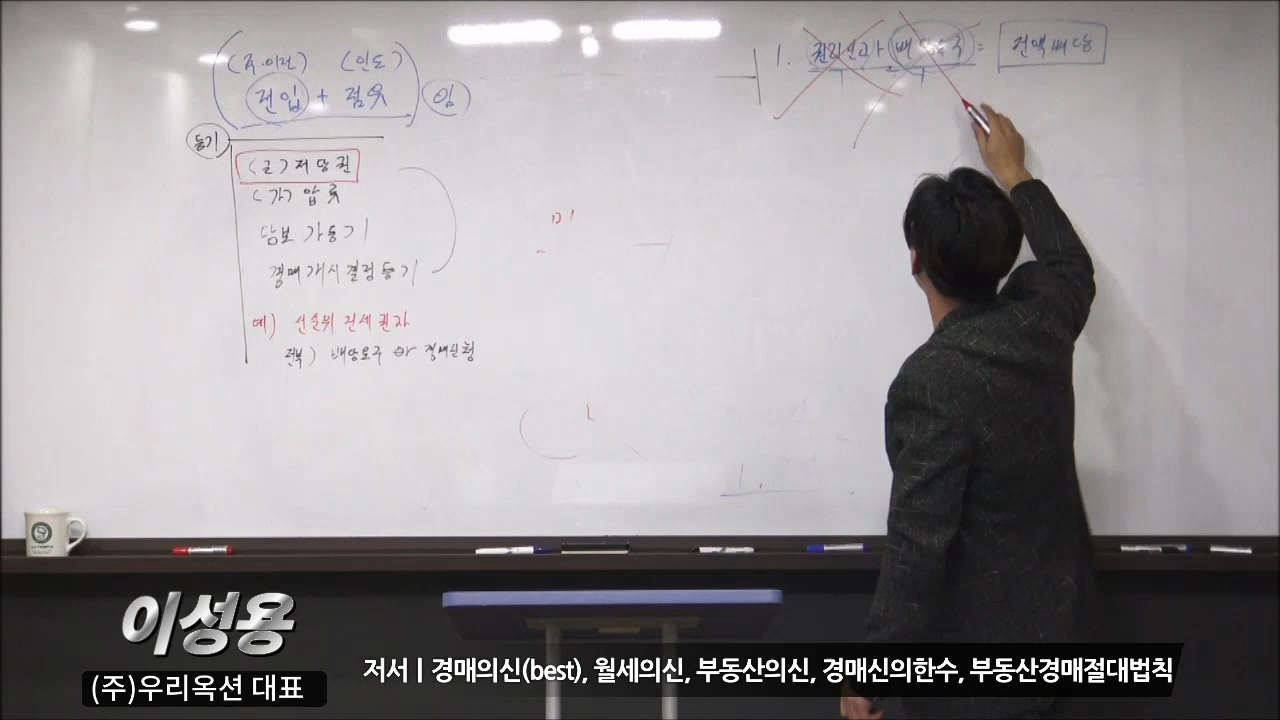 (주·이전) (인도)
전입 + 점유 임
등기
(근)저당권
(가)압류
담보가등기
경매개시결정등기
예) 선순위 전세권자
전부) 배당요구 or 경매신청
미
1. 권리신고 배당요구 = 전액배당
1.
이성용
(주)우리옥션 대표
저서 | 경매의신(best), 월세의신, 부동산의신, 경매신의한수, 부동산경매절대법칙